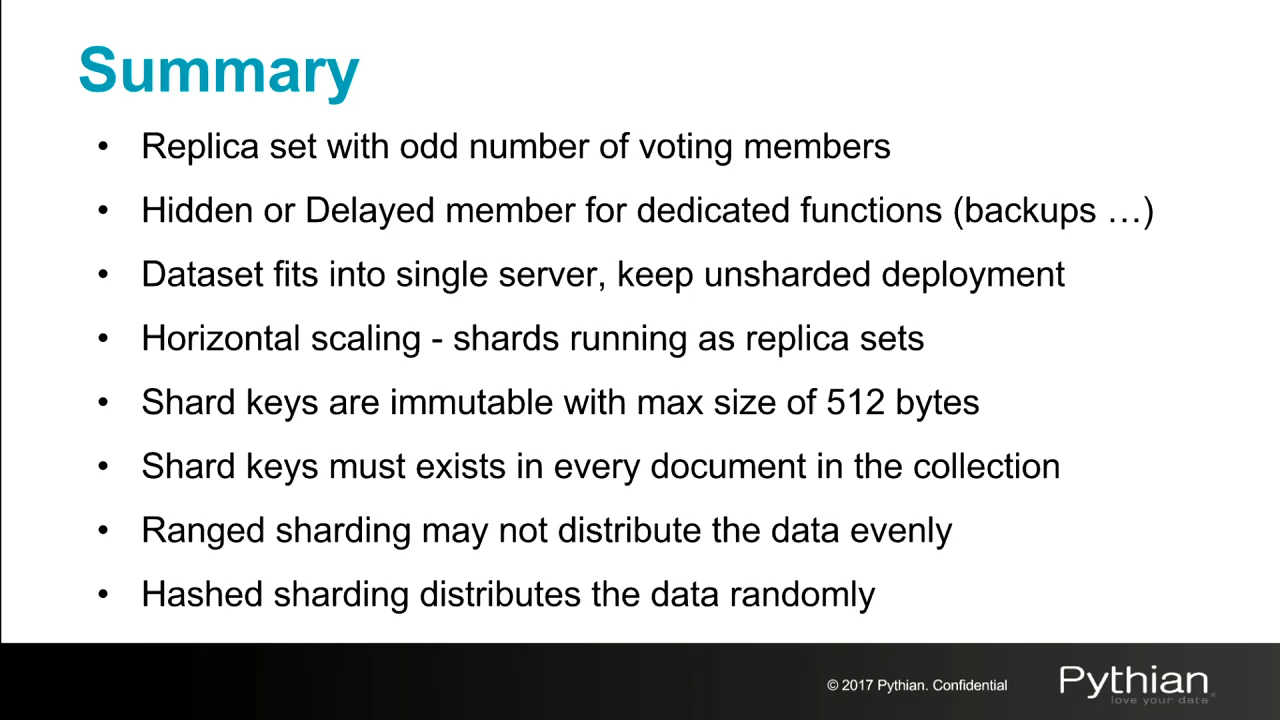 Summary
• Replica set with odd number of voting members
• Hidden or Delayed member for dedicated functions (backups …)
• Dataset fits into single server, keep unsharded deployment
• Horizontal scaling - shards running as replica sets
• Shard keys are immutable with max size of 512 bytes
• Shard keys must exists in every document in the collection
• Ranged sharding may not distribute the data evenly
• Hashed sharding distributes the data randomly
© 2017 Pythian. Confidential
Pythian
love your data